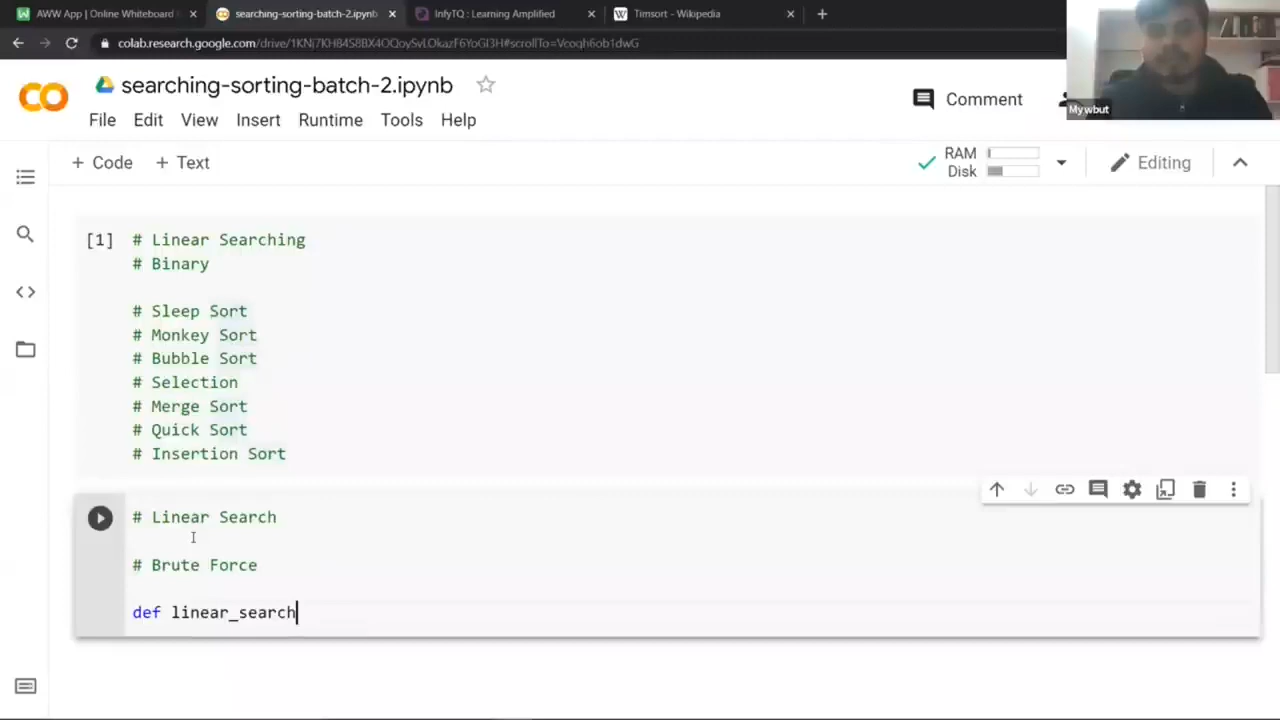 AWW App | Online Whiteboard
searching-sorting-batch-2.ipynb
InfyTQ : Learning Amplified
Timsort - Wikipedia
searching-sorting-batch-2.ipynb
File Edit View Insert Runtime Tools Help
Comment
Mywbut
+ Code + Text
RAM
Disk
Editing
[1] # Linear Searching
# Binary
# Sleep Sort
# Monkey Sort
# Bubble Sort
# Selection
# Merge Sort
# Quick Sort
# Insertion Sort
# Linear Search
# Brute Force
def linear_search